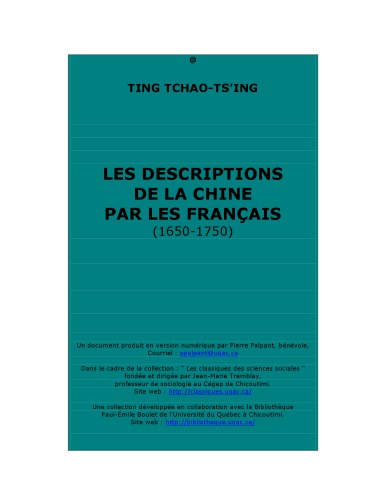 @
TING TCHAO-TS’ING
LES DESCRIPTIONS
DE LA CHINE
PAR LES FRANÇAIS
(1650-1750)
Un document produit en version numérique par Pierre Palpant, bénévole,
Courriel : ppalpant@uqac.ca
Dans le cadre de la collection : " Les classiques des sciences sociales "
fondée et dirigée par Jean-Marie Tremblay,
professeur de sociologie au Cégep de Chicoutimi.
Site web : http://classiques.uqac.ca/
Une collection développée en collaboration avec la Bibliothèque
Paul-Émile Boulet de l’Université du Québec à Chicoutimi.
Site web : http://bibliotheque.uqac.ca/